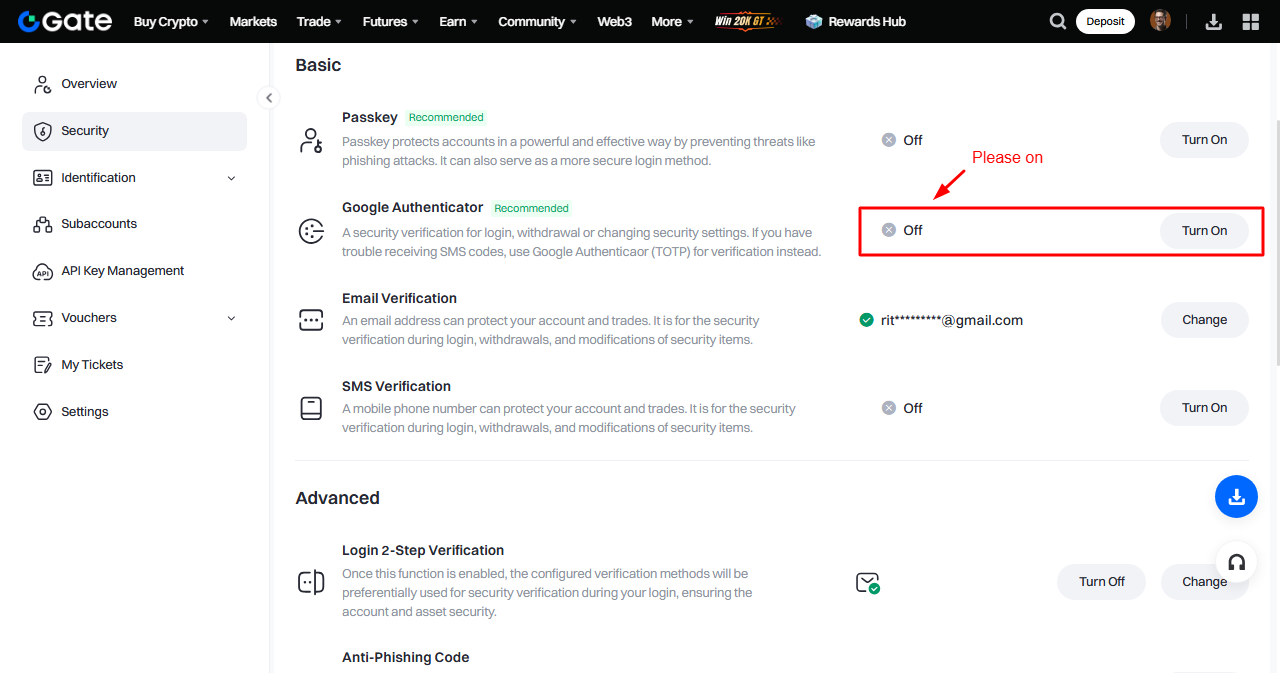 Gate Buy Crypto Markets Trade Futures Earn Community Web3 More Win 20K GT Rewards Hub Deposit
Overview
Security
Identification
Subaccounts
API Key Management
API
Vouchers
My Tickets
Settings
Basic
Passkey Recommended
Passkey protects accounts in a powerful and effective way by preventing threats like
phishing attacks. It can also serve as a more secure login method.
Off
Turn On
Please on
Google Authenticator Recommended
A security verification for login, withdrawal or changing security settings. If you have
trouble receiving SMS codes, use Google Authenticaor (TOTP) for verification instead.
Off
Turn On
Email Verification
An email address can protect your account and trades. It is for the security
verification during login, withdrawals, and modifications of security items.
rit*********@gmail.com
Change
SMS Verification
A mobile phone number can protect your account and trades. It is for the security
verification during login, withdrawals, and modifications of security items.
Off
Turn On
Advanced
Login 2-Step Verification
Once this function is enabled, the configured verification methods will be
preferentially used for security verification during your login, ensuring the
account and asset security.
Turn Off
Change
Anti-Phishing Code